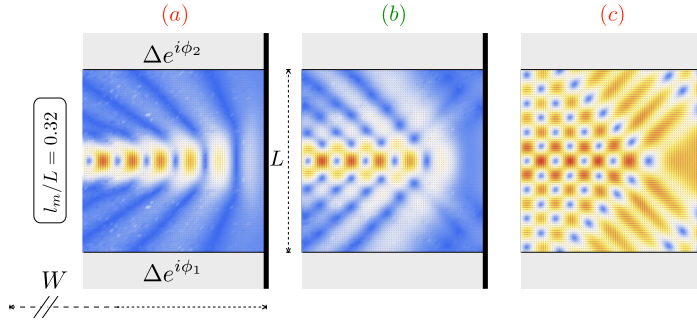 (a) (b) (c)
Δe^{iϕ_2}
l_m/L = 0.32
L
Δe^{iϕ_1}
W